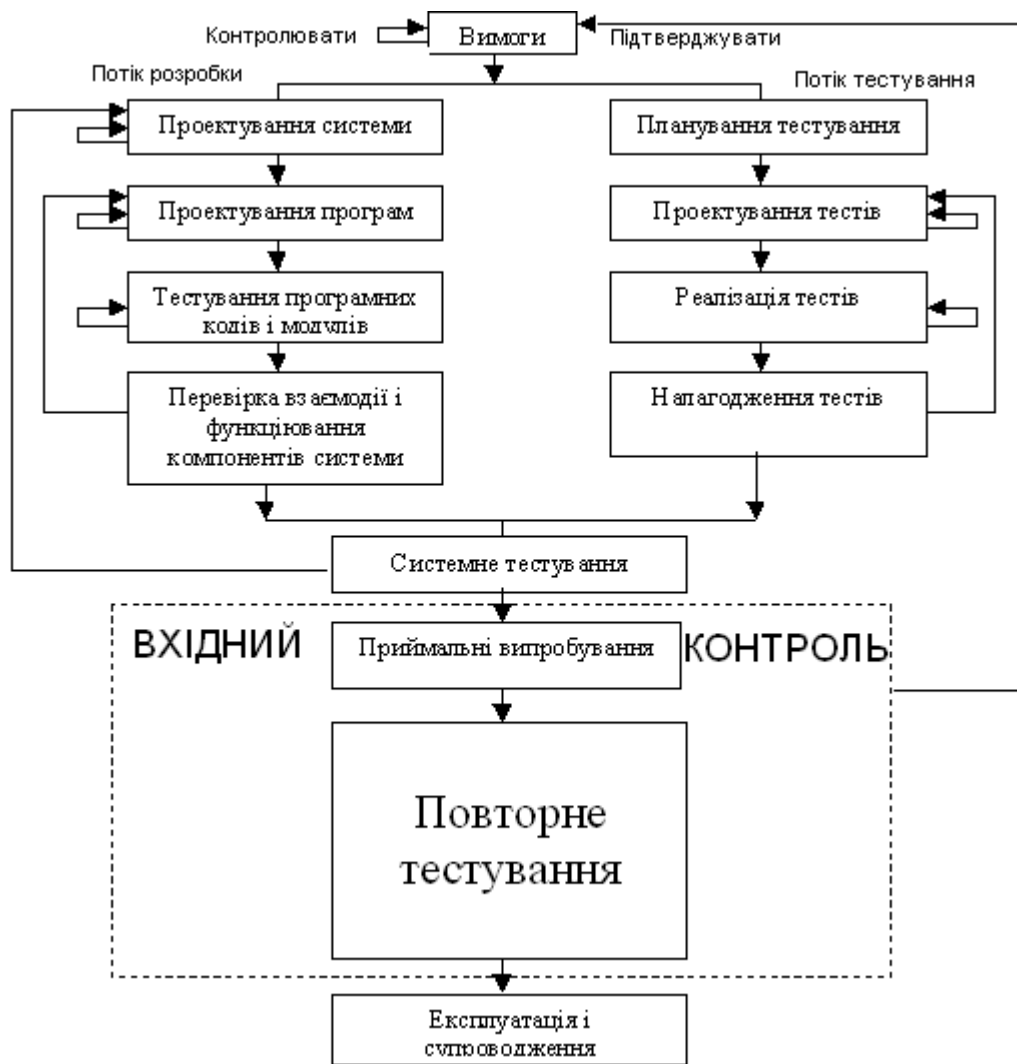 Контролювати
Вимоги
Підтверджувати
Потік розробки
Потік тестування
Проектування системи
Планування тестування
Проектування програм
Проектування тестів
Тестування програмних
кодів і модулів
Реалізація тестів
Перевірка взаємодії і
функціювання
компонентів системи
Налагодження тестів
Системне тестування
ВХІДНИЙ
Приймальні випробування
КОНТРОЛЬ
Повторне
тестування
Експлуатація і
супроводження